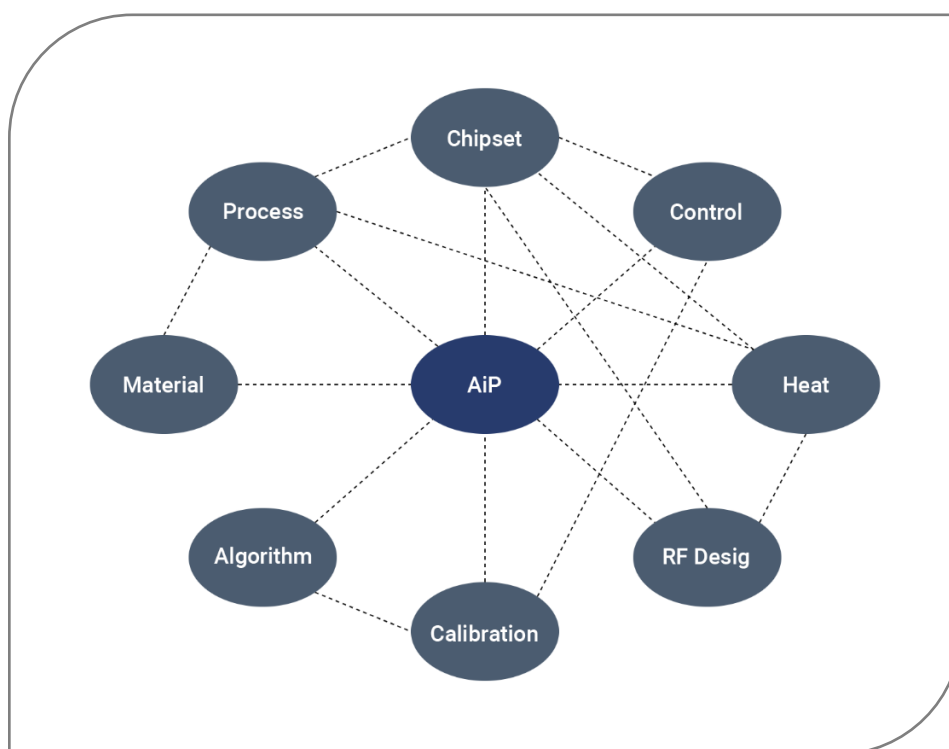 Chipset
Process
Control
Material
AiP
Heat
Algorithm
RF Desig
Calibration